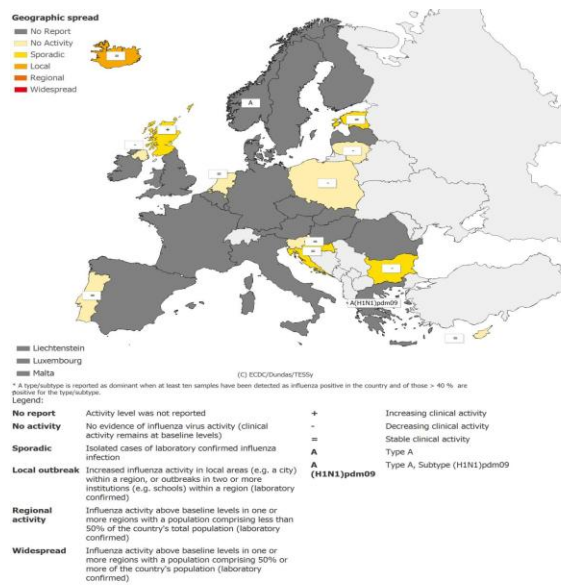 Geographic spread
No Report
No Activity
Sporadic
Local
Regional
Widespread
=
A
=
=
-
-
=
-
=
=
-
=
A(H1N1)pdm09
=
Liechtenstein
Luxembourg
Malta
(C) ECDC/Dundas/TESSy
* A type/subtype is reported as dominant when at least ten samples have been detected as influenza positive in the country and of those > 40 % are
positive for the type/subtype.
Legend:
No report Activity level was not reported + Increasing clinical activity
No activity No evidence of influenza virus activity (clinical - Decreasing clinical activity
activity remains at baseline levels) = Stable clinical activity
Sporadic Isolated cases of laboratory confirmed influenza A Type A
infection A Type A, Subtype (H1N1)pdm09
Local outbreak Increased influenza activity in local areas (e.g. a city) (H1N1)pdm09
within a region, or outbreaks in two or more
institutions (e.g. schools) within a region (laboratory
confirmed)
Regional Influenza activity above baseline levels in one or
activity more regions with a population comprising less than
50% of the country's total population (laboratory
confirmed)
Widespread Influenza activity above baseline levels in one or
more regions with a population comprising 50% or
more of the country's population (laboratory
confirmed)